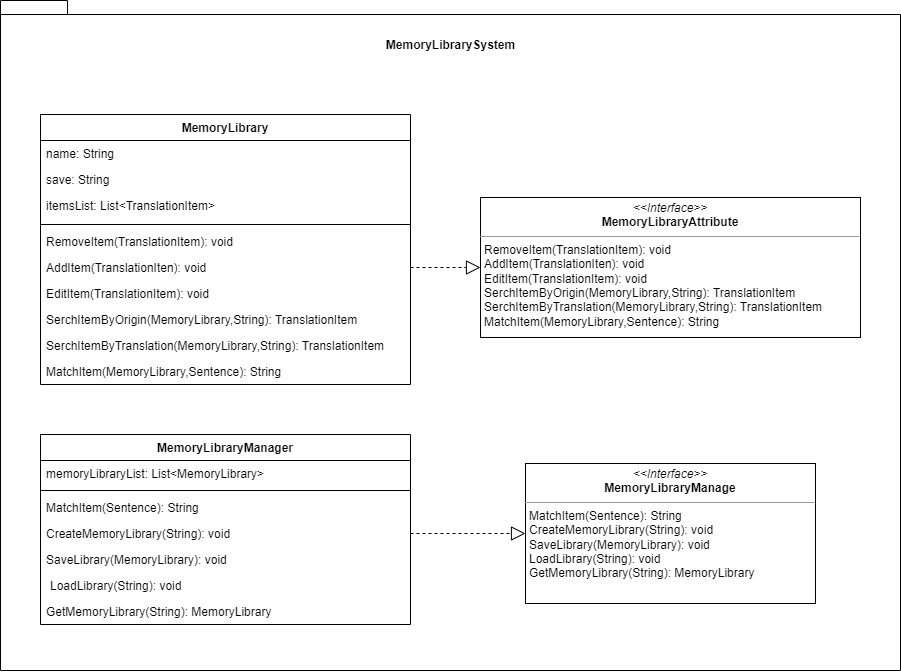 MemoryLibrarySystem
MemoryLibrary
name: String
save: String
itemsList: List<TranslationItem>
RemoveItem(TranslationItem): void
AddItem(TranslationIten): void
EditItem(TranslationItem): void
SerchItemByOrigin(MemoryLibrary,String): TranslationItem
SerchItemByTranslation(MemoryLibrary,String): TranslationItem
MatchItem(MemoryLibrary,Sentence): String
<<Interface>>
MemoryLibraryAttribute
RemoveItem(TranslationItem): void
AddItem(TranslationIten): void
EditItem(TranslationItem): void
SerchItemByOrigin(MemoryLibrary,String): TranslationItem
SerchItemByTranslation(MemoryLibrary,String): TranslationItem
MatchItem(MemoryLibrary,Sentence): String
MemoryLibraryManager
memoryLibraryList: List<MemoryLibrary>
MatchItem(Sentence): String
CreateMemoryLibrary(String): void
SaveLibrary(MemoryLibrary): void
LoadLibrary(String): void
GetMemoryLibrary(String): MemoryLibrary
<<Interface>>
MemoryLibraryManage
MatchItem(Sentence): String
CreateMemoryLibrary(String): void
SaveLibrary(MemoryLibrary): void
LoadLibrary(String): void
GetMemoryLibrary(String): MemoryLibrary